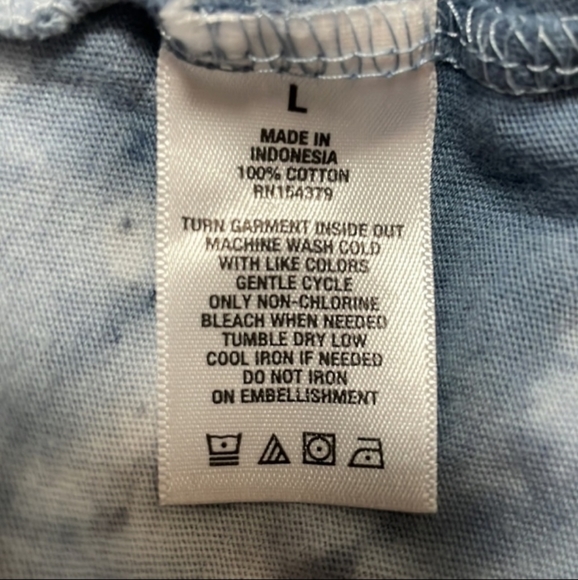 L
MADE IN
INDONESIA
100% COTTON
RN154379
TURN GARMENT INSIDE OUT
MACHINE WASH COLD
WITH LIKE COLORS
GENTLE CYCLE
ONLY NON-CHLORINE
BLEACH WHEN NEEDED
TUMBLE DRY LOW
COOL IRON IF NEEDED
DO NOT IRON
ON EMBELLISHMENT